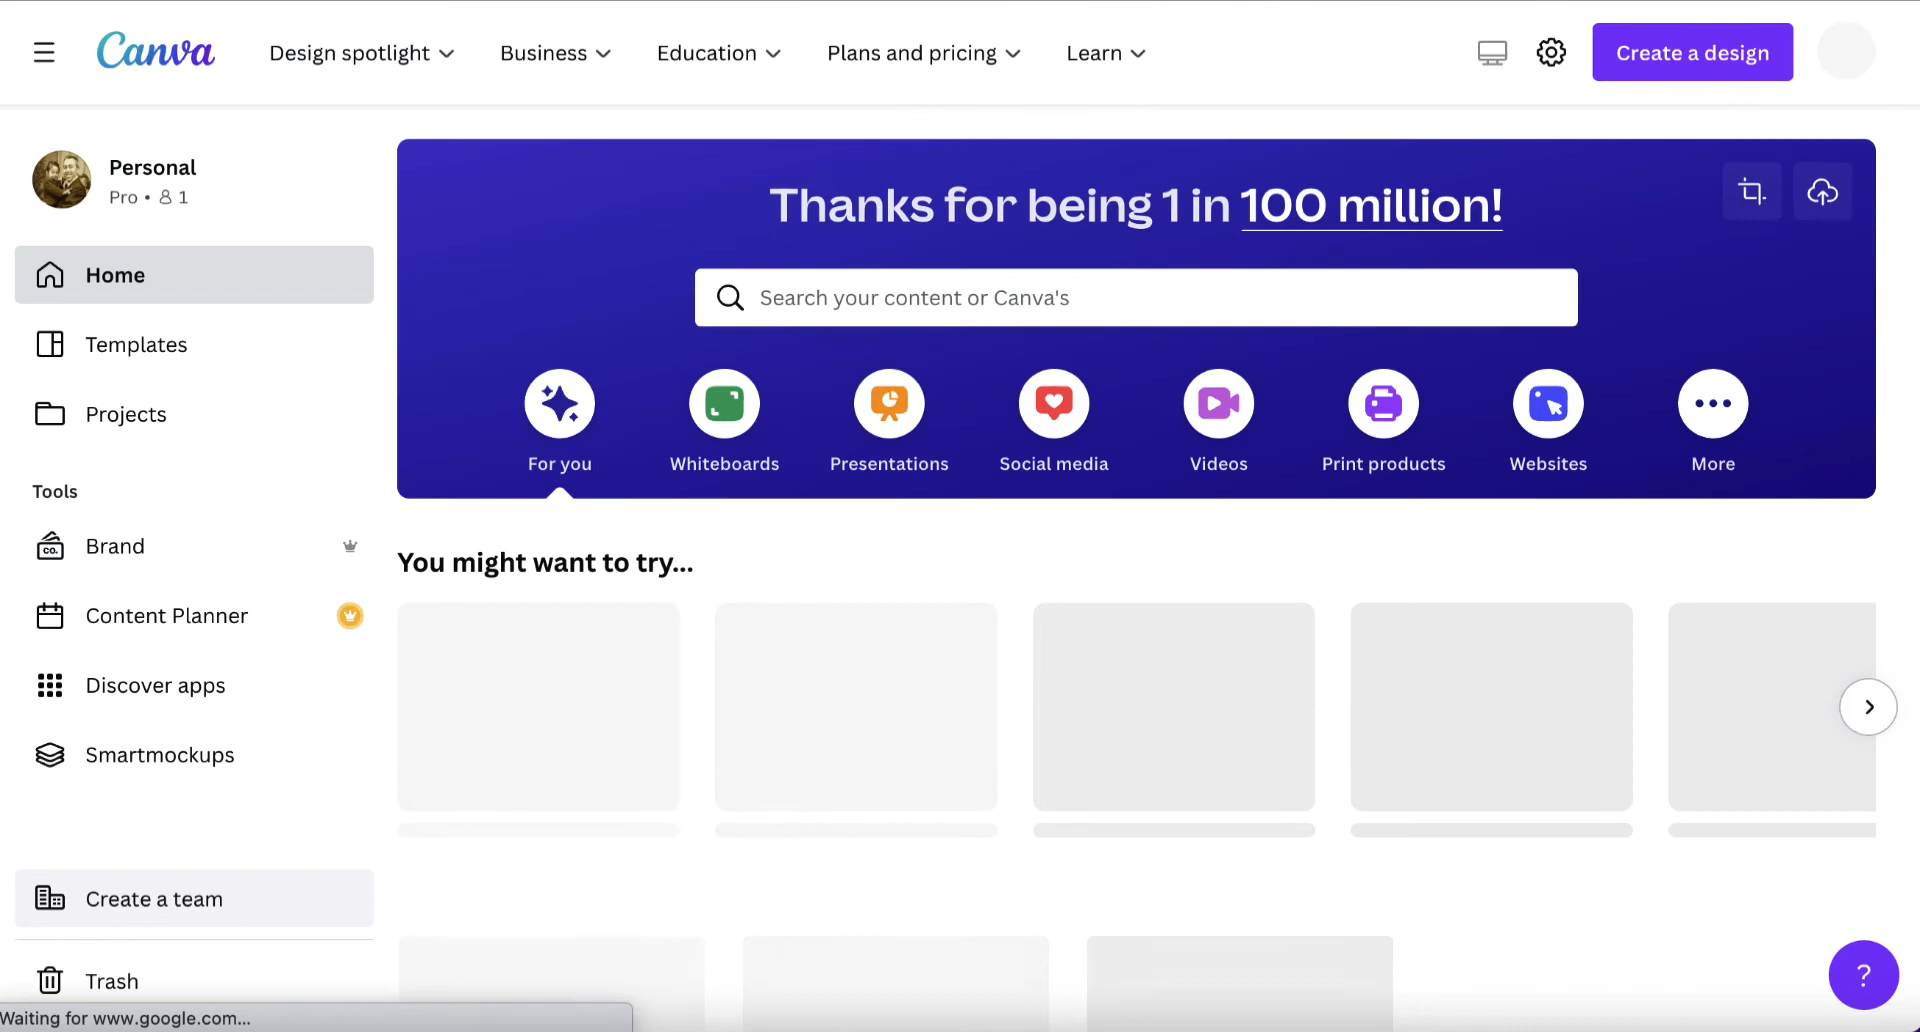 Canva
Design spotlight
Business
Education
Plans and pricing
Learn
Create a design
Personal
Pro • 1
Home
Templates
Projects
Tools
CO. Brand
Content Planner
Discover apps
Smartmockups
Create a team
Trash
Thanks for being 1 in 100 million!
Search your content or Canva's
For you
Whiteboards
Presentations
Social media
Videos
Print products
Websites
More
You might want to try...
?
Waiting for www.google.com...